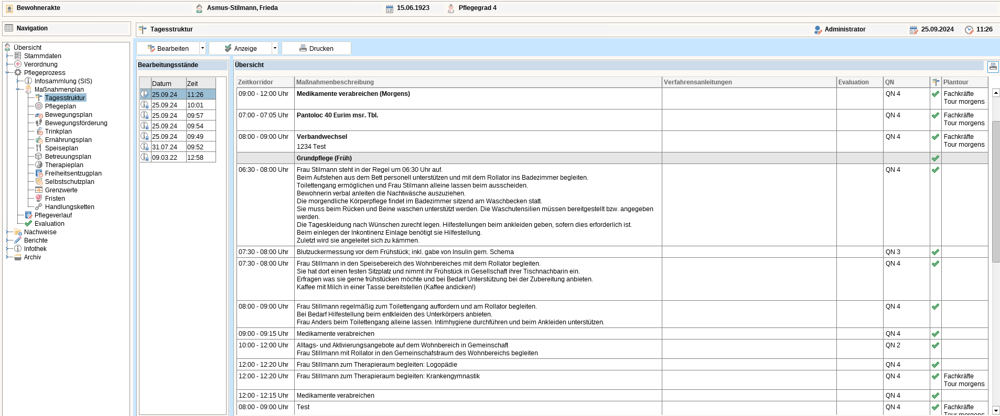 Bewohnerakte
Asmus-Stilmann, Frieda
15.06.1923
Pflegegrad 4
Navigation
Tagesstruktur
Administrator
25.09.2024
11:26
Übersicht
Stammdaten
Verordnung
Pflegeprozess
Infosammlung (SIS)
Maßnahmenplan
Tagesstruktur
Pflegeplan
Bewegungsplan
Bewegungsförderung
Trinkplan
Ernährungsplan
Speiseplan
Betreuungsplan
Therapieplan
Freiheitsentzugplan
Selbstschutzplan
Grenzwerte
Fristen
Handlungsketten
Pflegeverlauf
Evaluation
Nachweise
Berichte
Infothek
Archiv
Bearbeiten
Anzeige
Drucken
Bearbeitungsstände
Datum Zeit
25.09.24 11:26
25.09.24 10:01
25.09.24 09:57
25.09.24 09:54
25.09.24 09:49
31.07.24 09:52
09.03.22 12:58
Übersicht
Zeitkorridor Maßnahmenbeschreibung Verfahrensanleitungen Evaluation QN Plantour
09:00 - 12:00 Uhr Medikamente verabreichen (Morgens) QN 4 Fachkräfte
Tour morgens
07:00 - 07:05 Uhr Pantoloc 40 Eurim msr. Tbl. QN 4 Fachkräfte
Tour morgens
08:00 - 09:00 Uhr Verbandwechsel QN 4 Fachkräfte
1234 Test Tour morgens
Grundpflege (Früh)
06:30 - 08:00 Uhr Frau Stilmann steht in der Regel um 06:30 Uhr auf. QN 4
Beim Aufstehen aus dem Bett personell unterstützen und mit dem Rollator ins Badezimmer begleiten.
Toilettengang ermöglichen und Frau Stilmann alleine lassen beim ausscheiden.
Bewohnerin verbal anleiten die Nachtwäsche auszuziehen.
Die morgendliche Körperpflege findet im Badezimmer sitzend am Waschbecken statt.
Sie muss beim Rücken und Beine waschen unterstützt werden. Die Waschutensilien müssen bereitgestellt bzw. angegeben
werden.
Die Tageskleidung nach Wünschen zurecht legen. Hilfestellungen beim ankleiden geben, sofern dies erforderlich ist.
Beim einlegen der Inkontinenz Einlage benötigt sie Hilfestellung.
Zuletzt wird sie angeleitet sich zu kämmen.
07:30 - 08:00 Uhr Blutzuckermessung vor dem Frühstück; inkl. gabe von Insulin gem. Schema QN 3
07:30 - 08:00 Uhr Frau Stillmann in den Speisebereich des Wohnbereiches mit dem Rollator begleiten. QN 4
Sie hat dort einen festen Sitzplatz und nimmt ihr Frühstück in Gesellschaft ihrer Tischnachbarin ein.
Erfragen was sie gerne frühstücken möchte und bei Bedarf Unterstützung bei der Zubereitung anbieten.
Kaffee mit Milch in einer Tasse bereitstellen (Kaffee andicken!)
08:00 - 09:00 Uhr Frau Stillmann regelmäßig zum Toilettengang auffordern und am Rollator begleiten. QN 4
Bei Bedarf Hilfestellung beim entkleiden des Unterkörpers anbieten.
Frau Anders beim Toilettengang alleine lassen. Intimhygiene durchführen und beim Ankleiden unterstützen.
09:00 - 09:15 Uhr Medikamente verabreichen QN 4
10:00 - 12:00 Uhr Alltags- und Aktivierungsangebote auf dem Wohnbereich in Gemeinschaft QN 2
Frau Stillmann mit Rollator in den Gemeinschafstraum des Wohnbereichs begleiten
12:00 - 12:20 Uhr Frau Stillmann zum Therapieraum begleiten: Logopädie QN 4
12:00 - 12:20 Uhr Frau Stillmann zum Therapieraum begleiten: Krankengymnastik QN 4 Fachkräfte
Tour morgens
12:00 - 12:15 Uhr Medikamente verabreichen QN 4
08:00 - 09:00 Uhr Test QN 4 Fachkräfte
Tour morgens